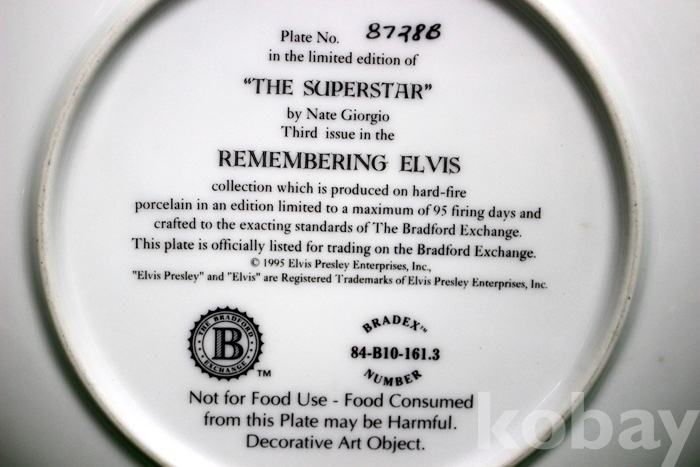 Plate No. 8728B
in the limited edition of
"THE SUPERSTAR"
by Nate Giorgio
Third issue in the
REMEMBERING ELVIS
collection which is produced on hard-fire
porcelain in an edition limited to a maximum of 95 firing days and
crafted to the exacting standards of The Bradford Exchange.
This plate is officially listed for trading on the Bradford Exchange.
© 1995 Elvis Presley Enterprises, Inc.,
"Elvis Presley" and "Elvis" are Registered Trademarks of Elvis Presley Enterprises, Inc.
THE BRADFORD
B
EXCHANGE
TM
BRADEX™
84-B10-161.3
NUMBER
Not for Food Use - Food Consumed
from this Plate may be Harmful.
Decorative Art Object.
kobay